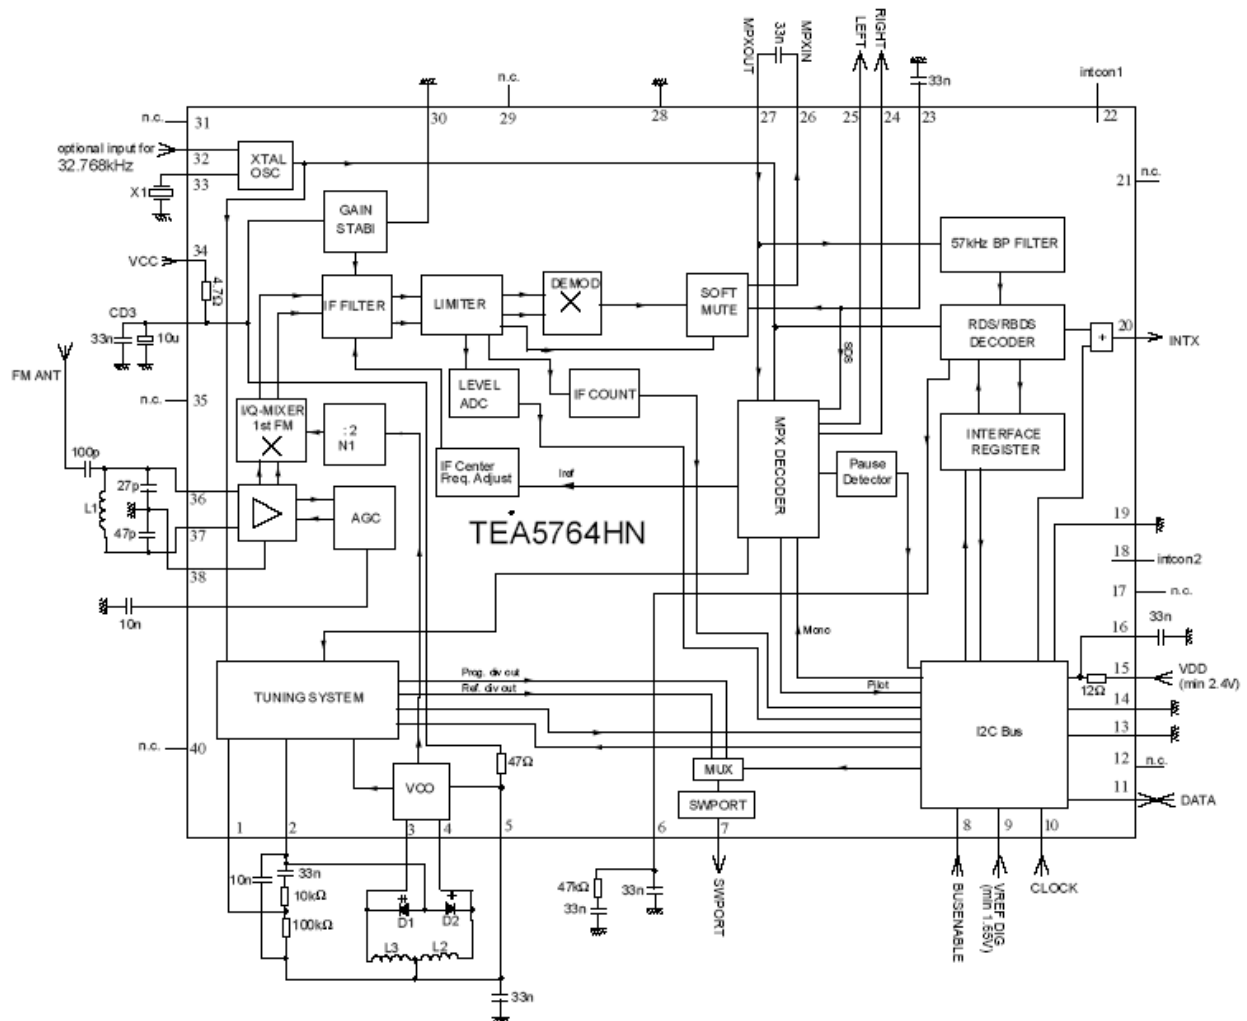 MPXOUT
33n
MPXIN
LEFT
RIGHT
33n
intcon1
n.c.
n.c.
31
30
29
28
27
26
25
24
23
22
optional input for
32.768kHz
32
33
XTAL
OSC
X1
21
n.c.
GAIN
STABI
57kHz BP FILTER
VCC
34
4.7Ω
IF FILTER
LIMITER
DEMOD
SOFT
MUTE
CD3
33n
10u
RDS/RBDS
DECODER
+
20
INTX
SDS
FM ANT
n.c.
35
I/Q-MIXER
1st FM
: 2
N1
LEVEL
ADC
IF COUNT
MPX DECODER
INTERFACE
REGISTER
100p
27p
L1
47p
36
37
38
AGC
IF Center
Freq. Adjust
Iref
Pause
Detector
TEA5764HN
19
18
intcon2
17
n.c.
10n
16
33n
Mono
15
VDD
(min 2.4V)
12Ω
TUNING SYSTEM
Prog. div out
Ref. div out
Pilot
I2C Bus
14
13
n.c.
40
47Ω
MUX
12
n.c.
VCO
SWPORT
11
DATA
1
2
3
4
5
6
7
8
9
10
10n
33n
10kΩ
100kΩ
D1
D2
L3
L2
33n
47kΩ
33n
33n
SWPORT
BUSENABLE
VREF DIG
(min 1.65V)
CLOCK